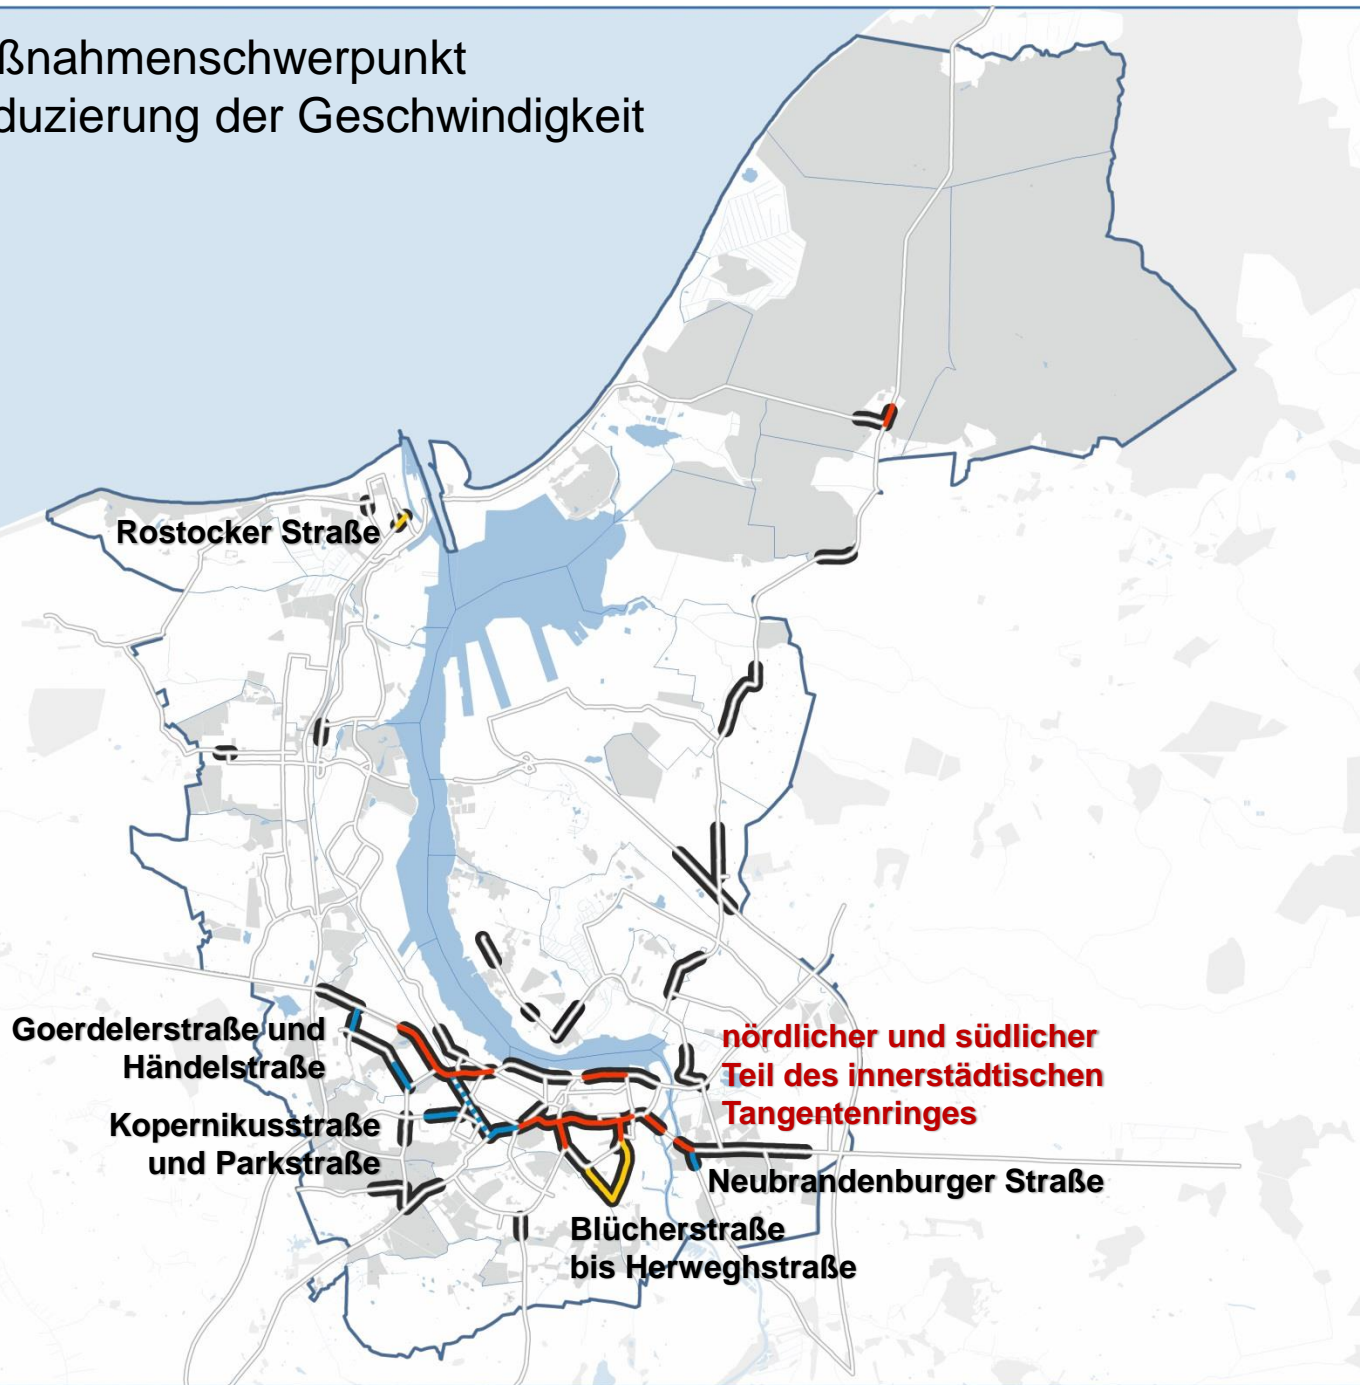 ßnahmenschwerpunkt
duzierung der Geschwindigkeit
Rostocker Straße
Goerdelerstraße und
Händelstraße
Kopernikusstraße
und Parkstraße
nördlicher und südlicher
Teil des innerstädtischen
Tangentenringes
Neubrandenburger Straße
Blücherstraße
bis Herweghstraße